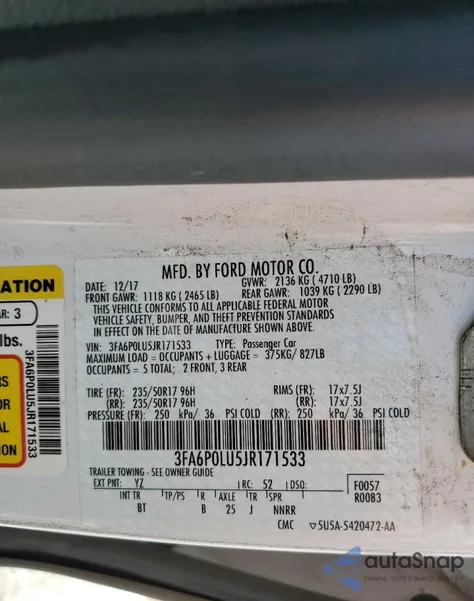 MFD. BY FORD MOTOR CO.
DATE: 12/17 GVWR: 2136 KG ( 4710 LB)
FRONT GAWR: 1118 KG ( 2465 LB) REAR GAWR: 1039 KG ( 2290 LB)
THIS VEHICLE CONFORMS TO ALL APPLICABLE FEDERAL MOTOR
VEHICLE SAFETY, BUMPER, AND THEFT PREVENTION STANDARDS
IN EFFECT ON THE DATE OF MANUFACTURE SHOWN ABOVE.
VIN: 3FA6P0LU5JR171533 TYPE: Passenger Car
MAXIMUM LOAD = OCCUPANTS + LUGGAGE = 375KG/ 827LB
OCCUPANTS = 5 TOTAL; 2 FRONT, 3 REAR
TIRE (FR): 235/50R17 96H RIMS (FR): 17x7.5J
(RR): 235/50R17 96H (RR): 17x7.5J
PRESSURE (FR): 250 kPa/ 36 PSI COLD (RR): 250 kPa/ 36 PSI COLD
3FA6P0LU5JR171533
TRAILER TOWING - SEE OWNER GUIDE
EXT PNT: YZ RC: 52 DSO: F0057
INT TR TP/PS R AXLE TR SPR R0083
BT B 25 J NNRR
CMC 5U5A-5420472-AA
ATION
AR: 3
lbs.
RS
OR
AL
3FA6P0LU5JR171533
autoSnap